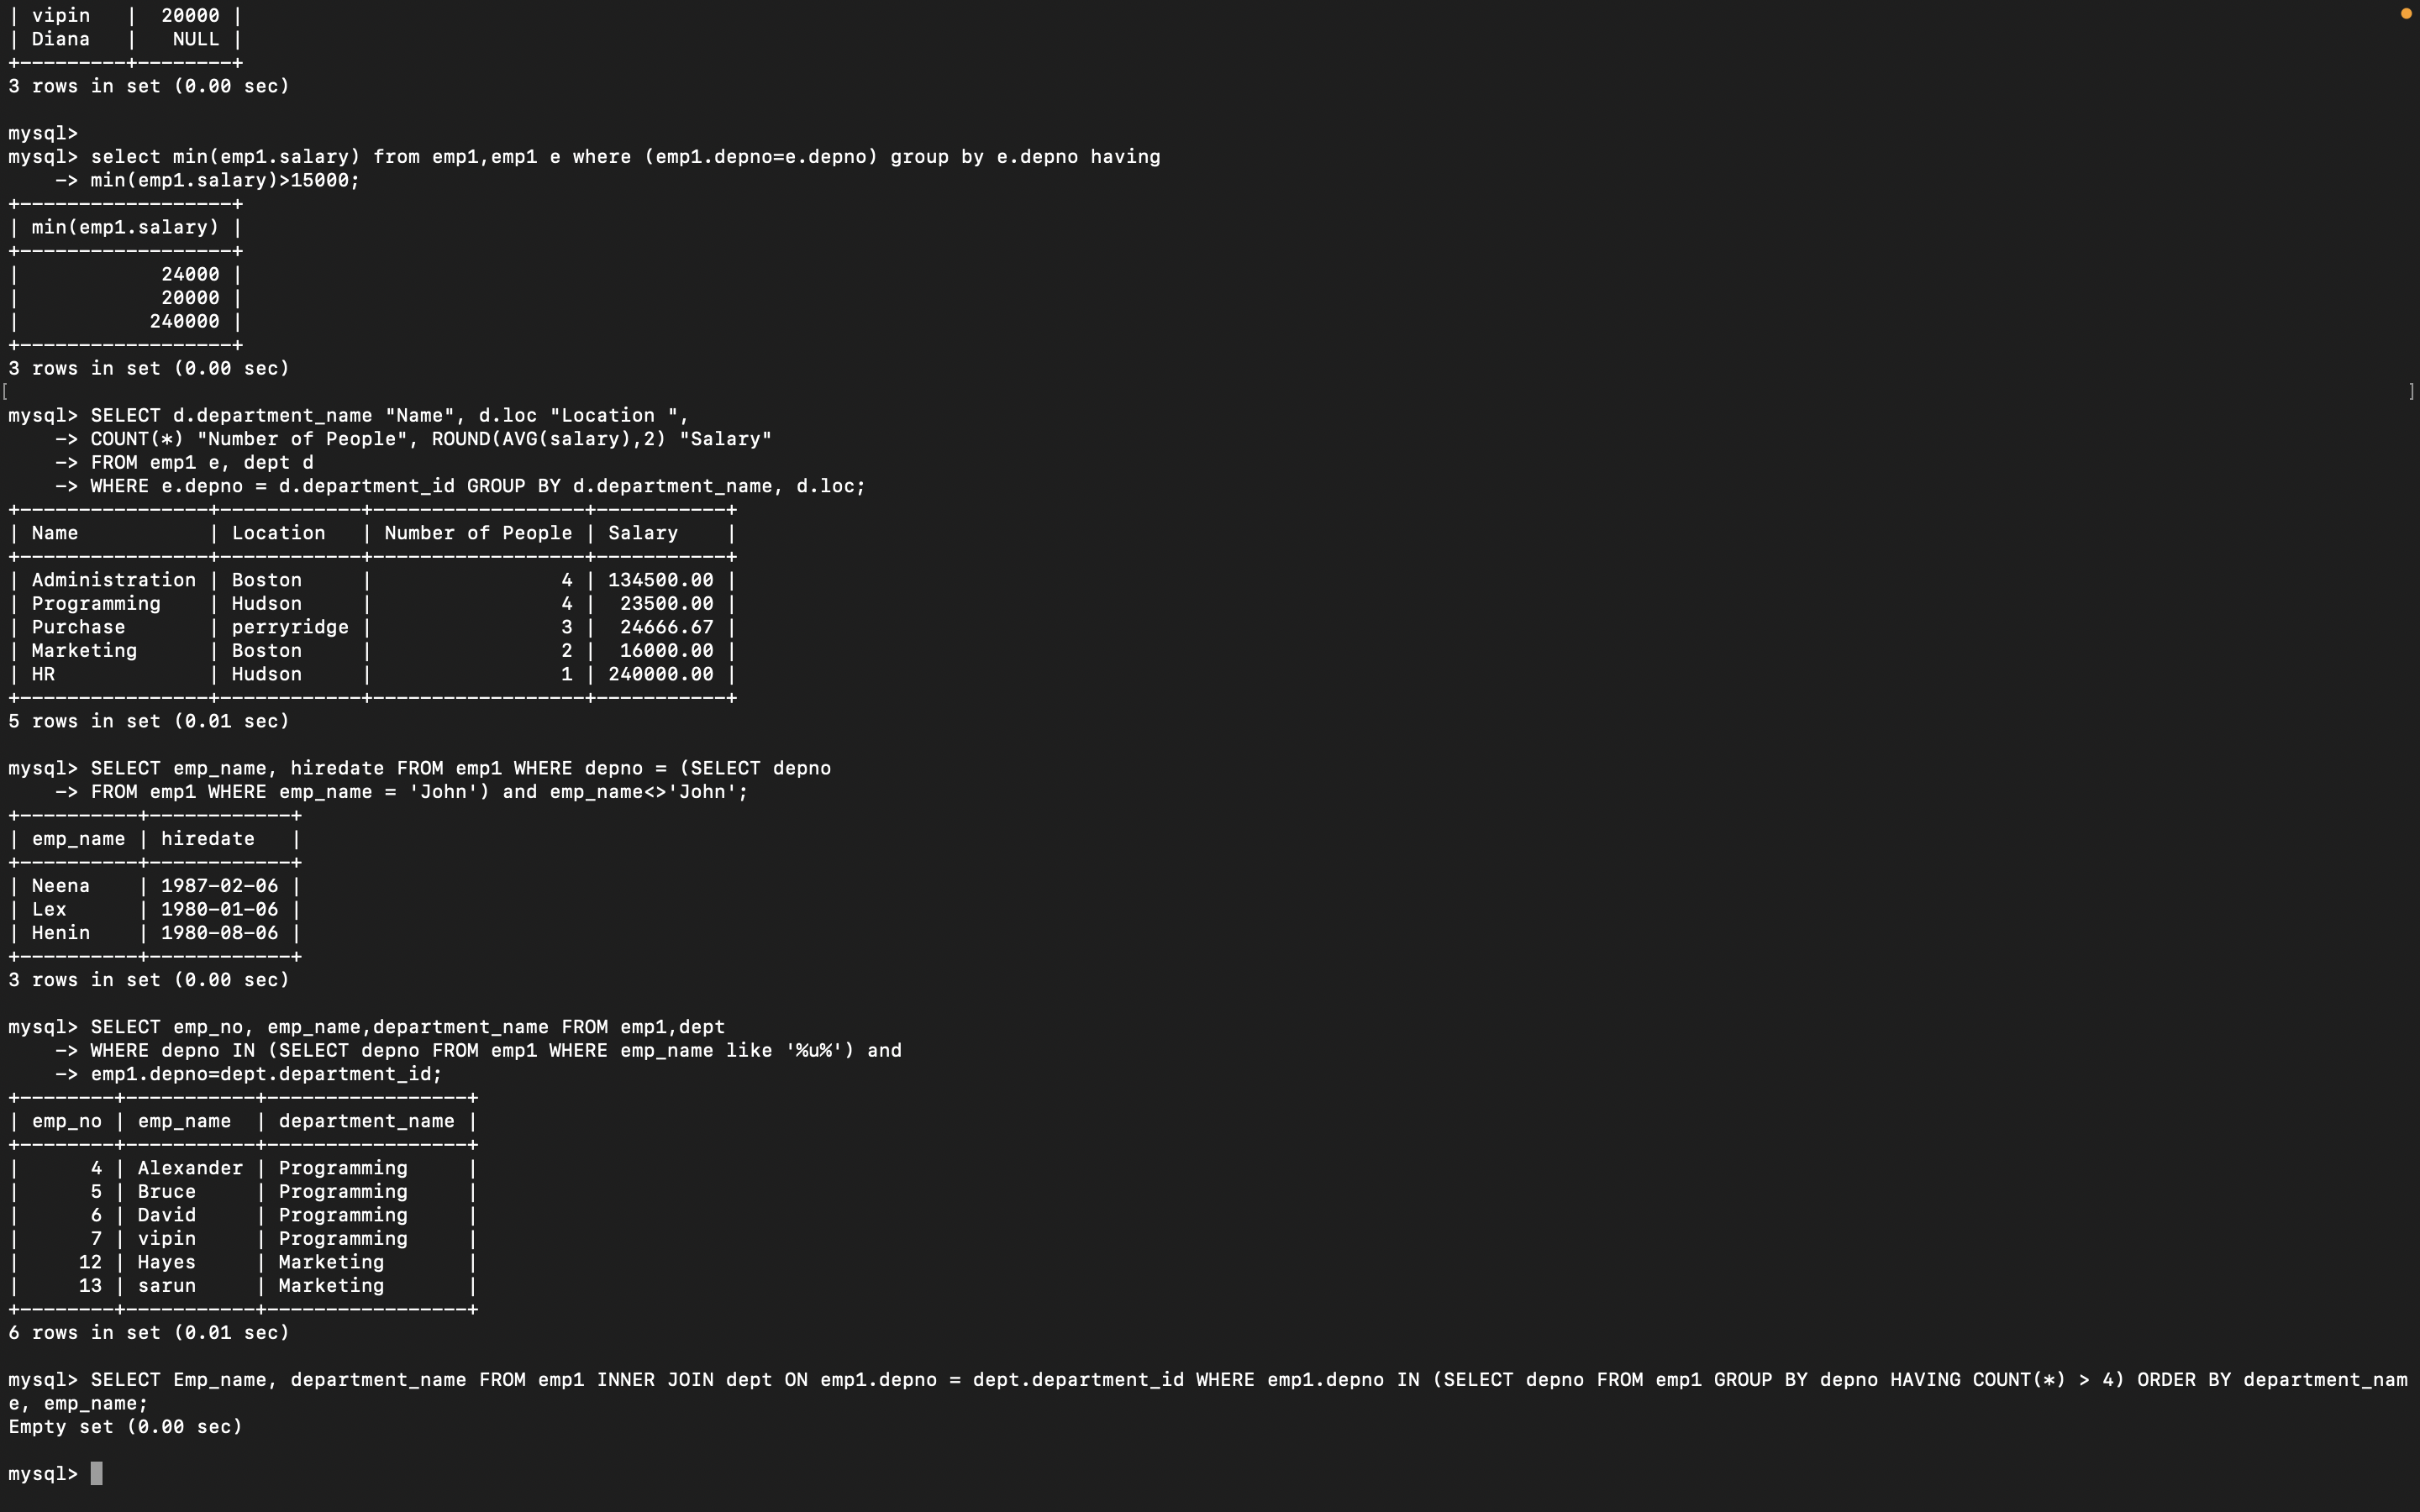 | vipin   |  20000 |
| Diana   |   NULL |
+---------+--------+
3 rows in set (0.00 sec)

mysql>
mysql> select min(emp1.salary) from emp1,emp1 e where (emp1.depno=e.depno) group by e.depno having
    -> min(emp1.salary)>15000;
+------------------+
| min(emp1.salary) |
+------------------+
|            24000 |
|            20000 |
|           240000 |
+------------------+
3 rows in set (0.00 sec)
[ ]
mysql> SELECT d.department_name "Name", d.loc "Location ",
    -> COUNT(*) "Number of People", ROUND(AVG(salary),2) "Salary"
    -> FROM emp1 e, dept d
    -> WHERE e.depno = d.department_id GROUP BY d.department_name, d.loc;
+----------------+------------+------------------+-----------+
| Name           | Location   | Number of People | Salary    |
+----------------+------------+------------------+-----------+
| Administration | Boston     |                4 | 134500.00 |
| Programming    | Hudson     |                4 |  23500.00 |
| Purchase       | perryridge |                3 |  24666.67 |
| Marketing      | Boston     |                2 |  16000.00 |
| HR             | Hudson     |                1 | 240000.00 |
+----------------+------------+------------------+-----------+
5 rows in set (0.01 sec)

mysql> SELECT emp_name, hiredate FROM emp1 WHERE depno = (SELECT depno
    -> FROM emp1 WHERE emp_name = 'John') and emp_name<>'John';
+----------+------------+
| emp_name | hiredate   |
+----------+------------+
| Neena    | 1987-02-06 |
| Lex      | 1980-01-06 |
| Henin    | 1980-08-06 |
+----------+------------+
3 rows in set (0.00 sec)

mysql> SELECT emp_no, emp_name,department_name FROM emp1,dept
    -> WHERE depno IN (SELECT depno FROM emp1 WHERE emp_name like '%u%') and
    -> emp1.depno=dept.department_id;
+--------+-----------+-----------------+
| emp_no | emp_name  | department_name |
+--------+-----------+-----------------+
|      4 | Alexander | Programming     |
|      5 | Bruce     | Programming     |
|      6 | David     | Programming     |
|      7 | vipin     | Programming     |
|     12 | Hayes     | Marketing       |
|     13 | sarun     | Marketing       |
+--------+-----------+-----------------+
6 rows in set (0.01 sec)

mysql> SELECT Emp_name, department_name FROM emp1 INNER JOIN dept ON emp1.depno = dept.department_id WHERE emp1.depno IN (SELECT depno FROM emp1 GROUP BY depno HAVING COUNT(*) > 4) ORDER BY department_nam
e, emp_name;
Empty set (0.00 sec)

mysql>